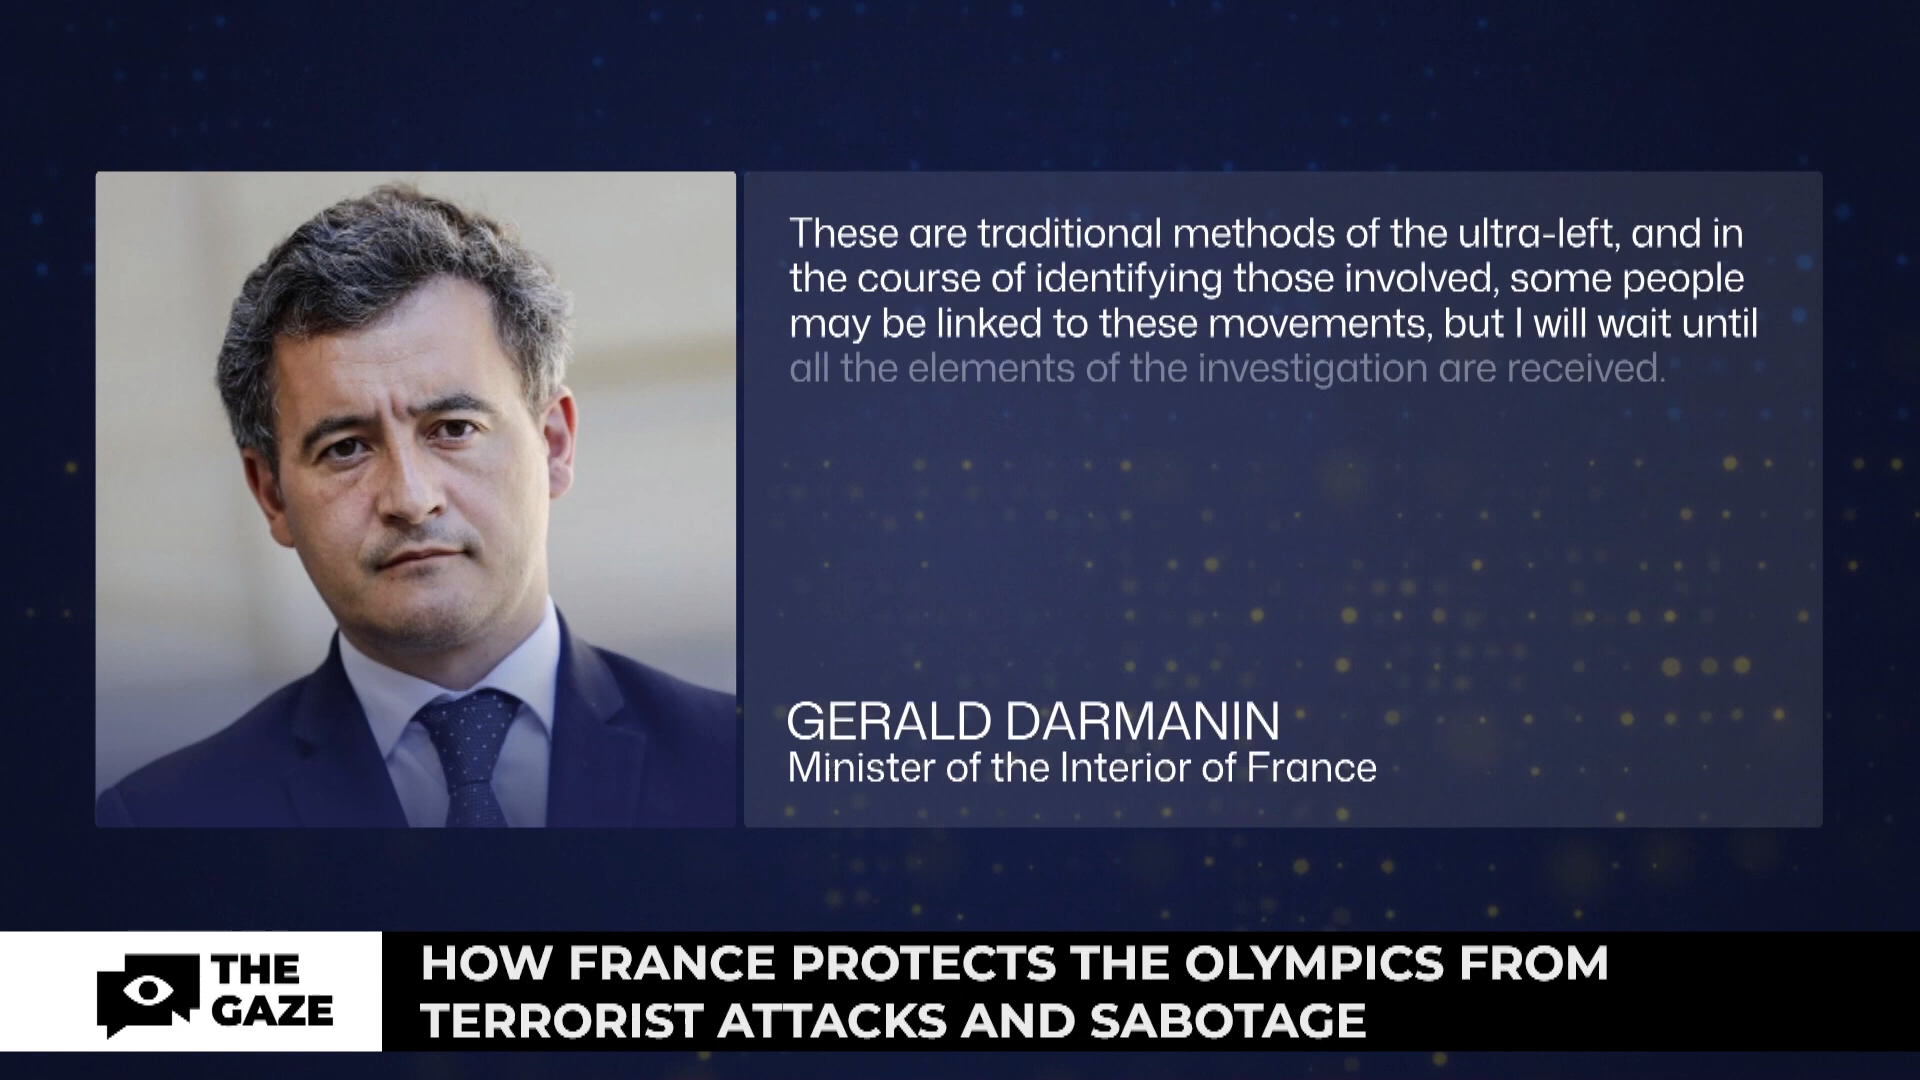 These are traditional methods of the ultra-left, and in
the course of identifying those involved, some people
may be linked to these movements, but I will wait until
all the elements of the investigation are received.
GERALD DARMANIN
Minister of the Interior of France
THE
GAZE
HOW FRANCE PROTECTS THE OLYMPICS FROM
TERRORIST ATTACKS AND SABOTAGE